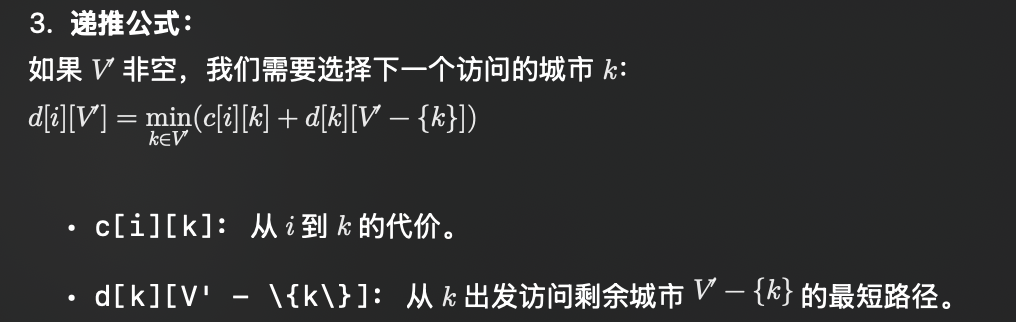 3. 递推公式：
如果 V′ 非空，我们需要选择下一个访问的城市 k：
d[i][V′] = min(c[i][k] + d[k][V′ − {k}])
k∈V′
• c[i][k]： 从 i 到 k 的代价。
• d[k][V' − \{k\}]： 从 k 出发访问剩余城市 V′ − {k} 的最短路径。